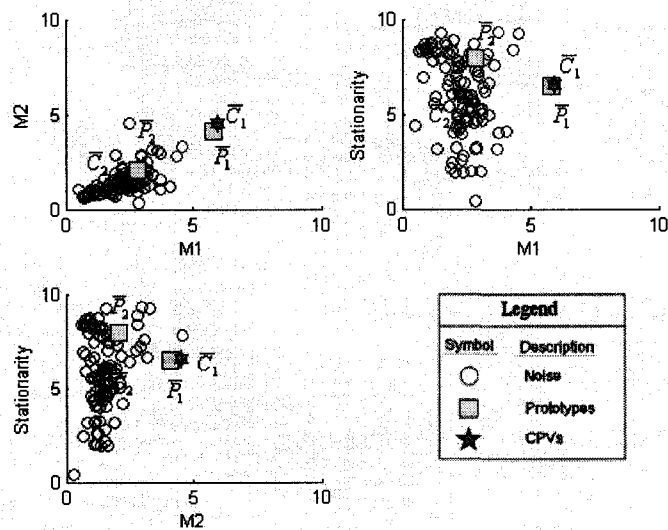 10
M2
5
0
0
5
10
M1
P̅₂
C̅₁
C̅₂
P̅₁
10
Stationarity
5
0
0
5
10
M1
P̅₂
C̅₁
C̅₂
P̅₁
10
Stationarity
5
0
0
5
10
M2
P̅₂
C̅₁
P̅₁
Legend
Symbol Description
Noise
Prototypes
CPVs